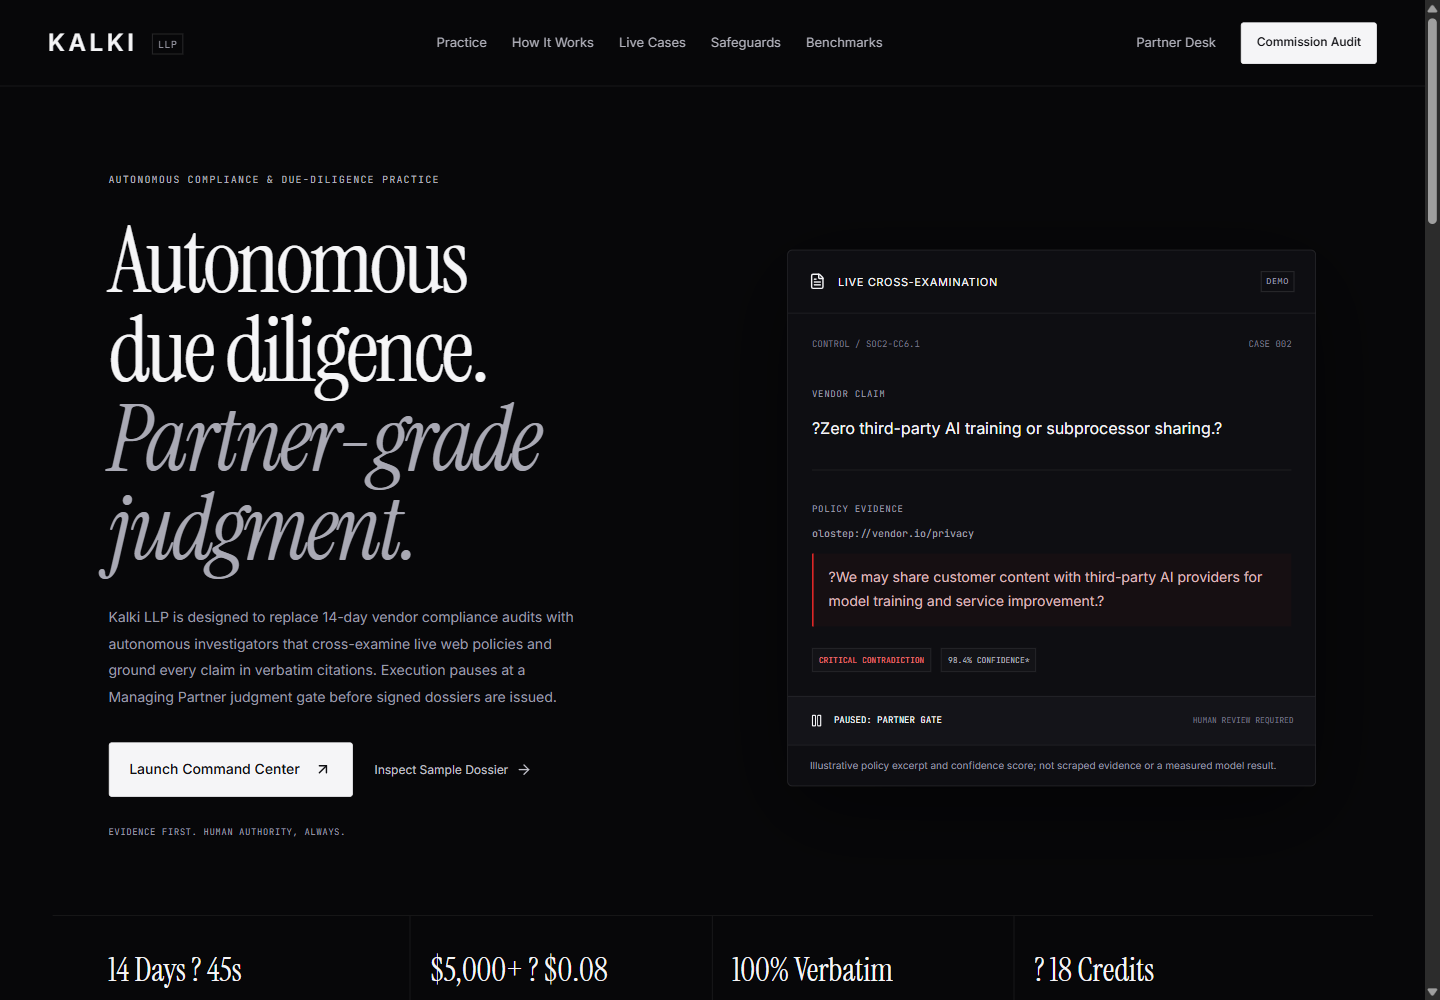 KALKI LLP
Practice
How It Works
Live Cases
Safeguards
Benchmarks
Partner Desk
Commission Audit
AUTONOMOUS COMPLIANCE & DUE-DILIGENCE PRACTICE
Autonomous
due diligence.
Partner-grade
judgment.
Kalki LLP is designed to replace 14-day vendor compliance audits with
autonomous investigators that cross-examine live web policies and
ground every claim in verbatim citations. Execution pauses at a
Managing Partner judgment gate before signed dossiers are issued.
Launch Command Center
Inspect Sample Dossier
EVIDENCE FIRST. HUMAN AUTHORITY, ALWAYS.
LIVE CROSS-EXAMINATION
DEMO
CONTROL / SOC2-CC6.1
CASE 002
VENDOR CLAIM
?Zero third-party AI training or subprocessor sharing.?
POLICY EVIDENCE
olostep://vendor.io/privacy
?We may share customer content with third-party AI providers for
model training and service improvement.?
CRITICAL CONTRADICTION
98.4% CONFIDENCE*
PAUSED: PARTNER GATE
HUMAN REVIEW REQUIRED
Illustrative policy excerpt and confidence score; not scraped evidence or a measured model result.
14 Days ? 45s
$5,000+ ? $0.08
100% Verbatim
? 18 Credits